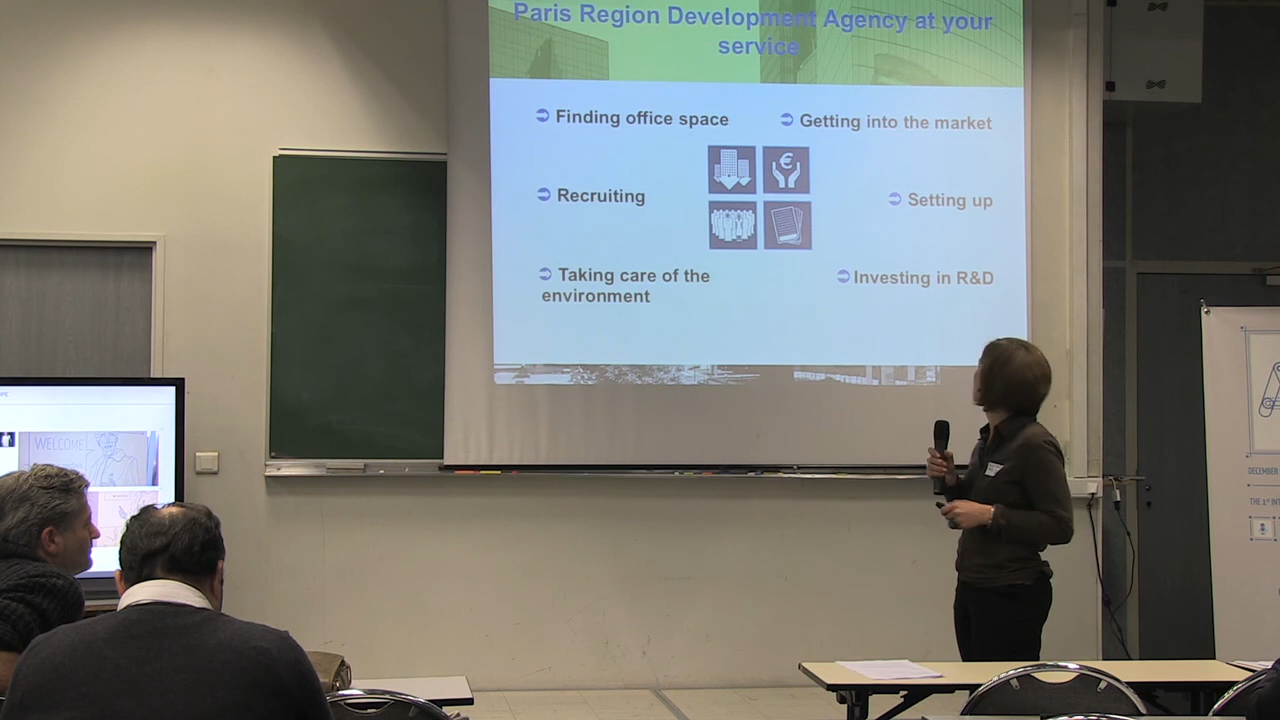 Paris Region Development Agency at your
service
Finding office space
Getting into the market
Recruiting
Setting up
Taking care of the
environment
Investing in R&D
WELCOME
DECEMBER
THE 1st INT